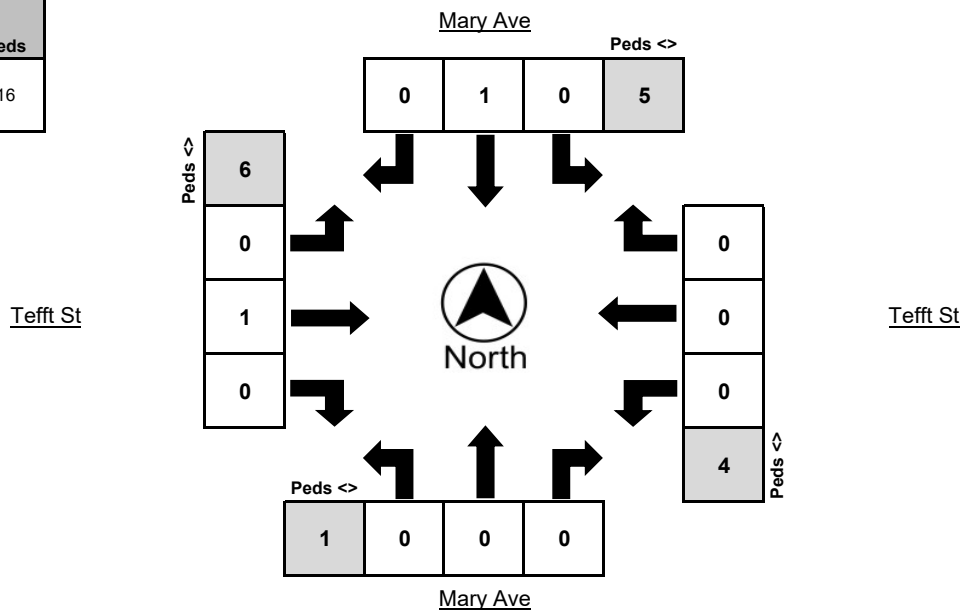 Mary Ave
eds
Peds <>
16
0 1 0 5
Peds <>
6
0
0
Tefft St
1
North
0
Tefft St
0
0
4
Peds <>
Peds <>
1 0 0 0
Mary Ave